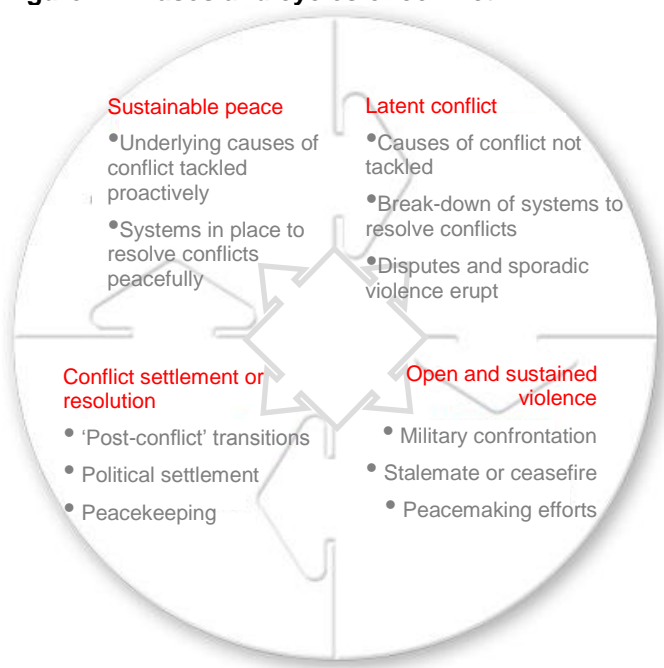 Sustainable peace
•Underlying causes of
conflict tackled
proactively
•Systems in place to
resolve conflicts
peacefully
Latent conflict
•Causes of conflict not
tackled
•Break-down of systems to
resolve conflicts
•Disputes and sporadic
violence erupt
Conflict settlement or
resolution
• ‘Post-conflict’ transitions
• Political settlement
• Peacekeeping
Open and sustained
violence
• Military confrontation
• Stalemate or ceasefire
• Peacemaking efforts